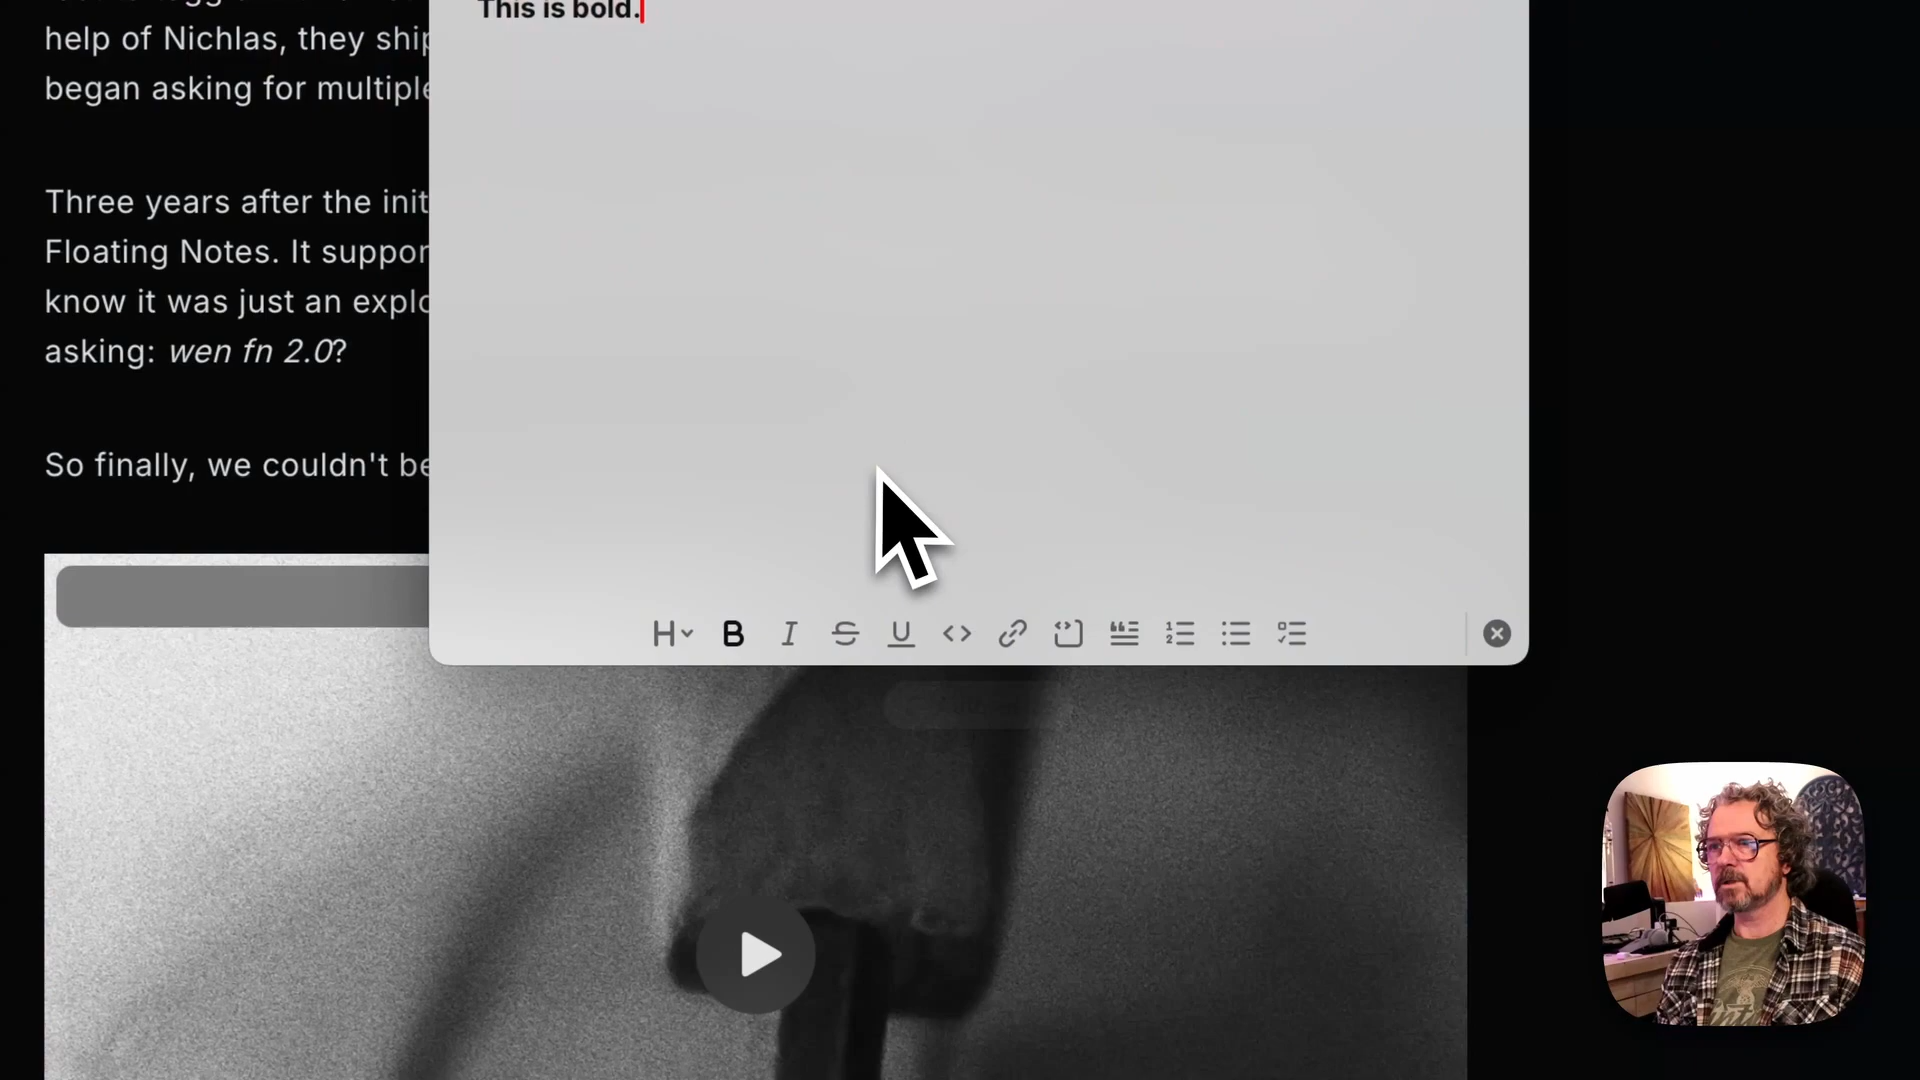 This is bold.
help of Nichlas, they ship
began asking for multiple
Three years after the init
Floating Notes. It suppor
know it was just an explo
asking: wen fn 2.0?
So finally, we couldn't be
H B I S U